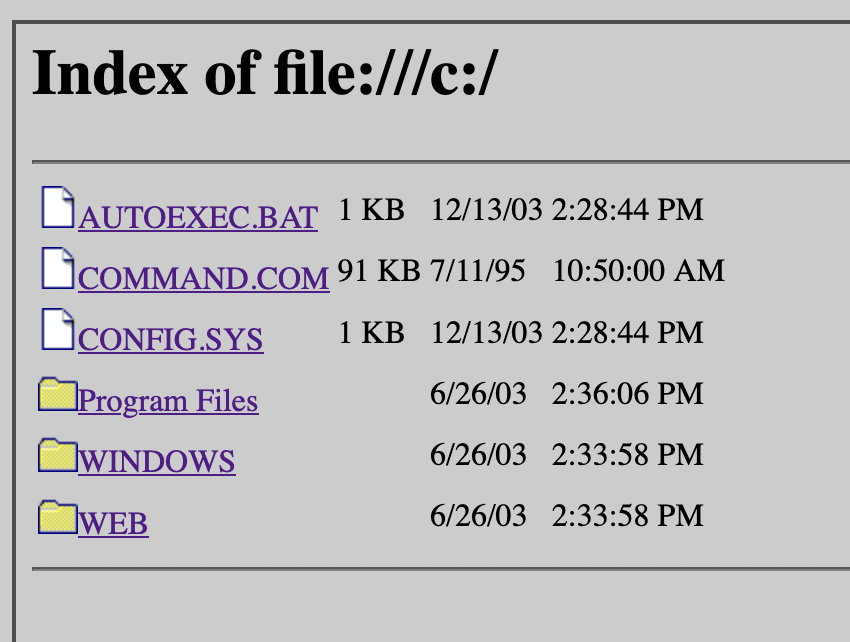 Index of file:///c:/
AUTOEXEC.BAT 1 KB 12/13/03 2:28:44 PM
COMMAND.COM 91 KB 7/11/95 10:50:00 AM
CONFIG.SYS 1 KB 12/13/03 2:28:44 PM
Program Files 6/26/03 2:36:06 PM
WINDOWS 6/26/03 2:33:58 PM
WEB 6/26/03 2:33:58 PM